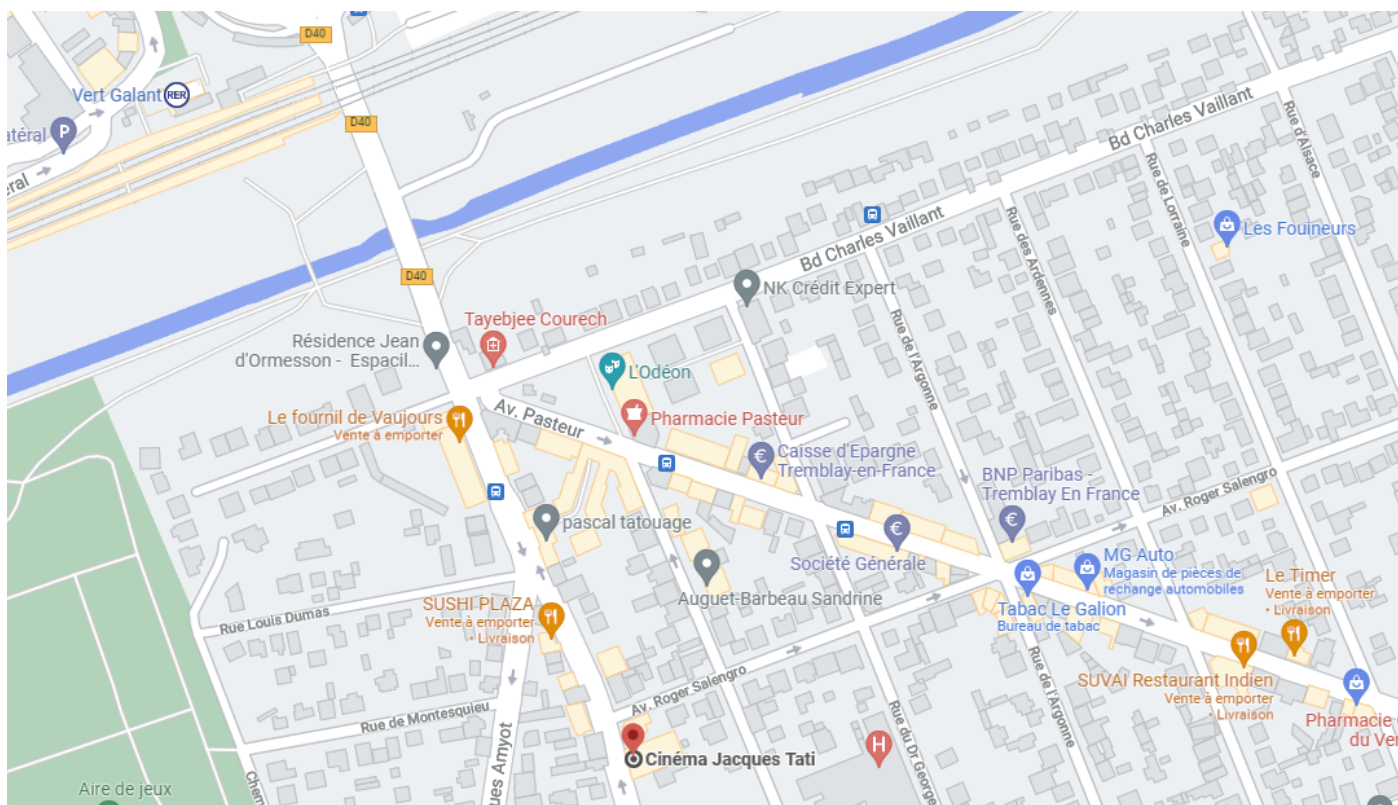 D40
Vert Galant
RER
atéral
P
éral
D40
Bd Charles Vaillant
Rue d'Alsace
Rue de Lorraine
Bd Charles Vaillant
Rue des Ardennes
Les Fouineurs
D40
NK Crédit Expert
Tayebjee Courech
Résidence Jean
d'Ormesson - Espacil...
Rue de l'Argonne
L'Odéon
Le fournil de Vaujours
Vente à emporter
Av. Pasteur
Pharmacie Pasteur
€
Caisse d'Epargne
Tremblay-en-France
BNP Paribas -
Tremblay En France
€
Av. Roger Salengro
pascal tatouage
€
Société Générale
MG Auto
Magasin de pièces de
rechange automobiles
Auguet-Barbeau Sandrine
Tabac Le Galion
Bureau de tabac
Le Timer
Vente à emporter
• Livraison
SUSHI PLAZA
Vente à emporter
• Livraison
Rue Louis Dumas
Av. Roger Salengro
Rue de l'Argonne
SUVAI Restaurant Indien
Vente à emporter
• Livraison
Rue de Montesquieu
Rue du Dr George
Pharmacie
du Ver
H
Cinéma Jacques Tati
ues Amyot
Chem
Aire de jeux